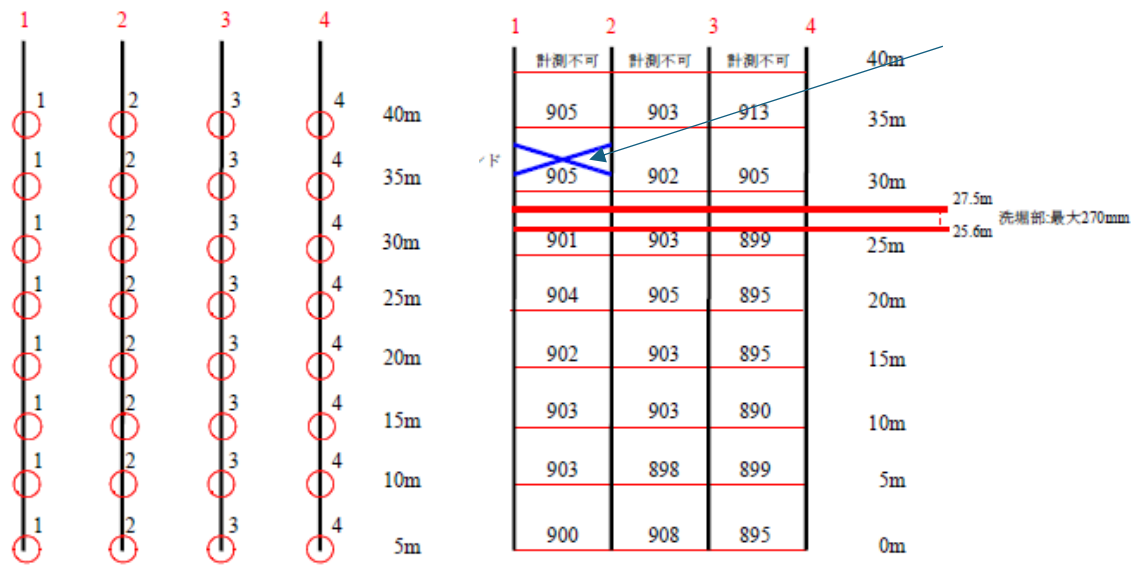 1 2 3 4
1 2 3 4 40m
1 2 3 4 35m
1 2 3 4 30m
1 2 3 4 25m
1 2 3 4 20m
1 2 3 4 15m
1 2 3 4 10m
1 2 3 4 5m
1 2 3 4
計測不可 計測不可 計測不可 40m
905 903 913 35m
ド
905 902 905 30m
27.5m
洗堀部:最大270mm
25.6m
901 903 899 25m
904 905 895 20m
902 903 895 15m
903 903 890 10m
903 898 899 5m
900 908 895 0m